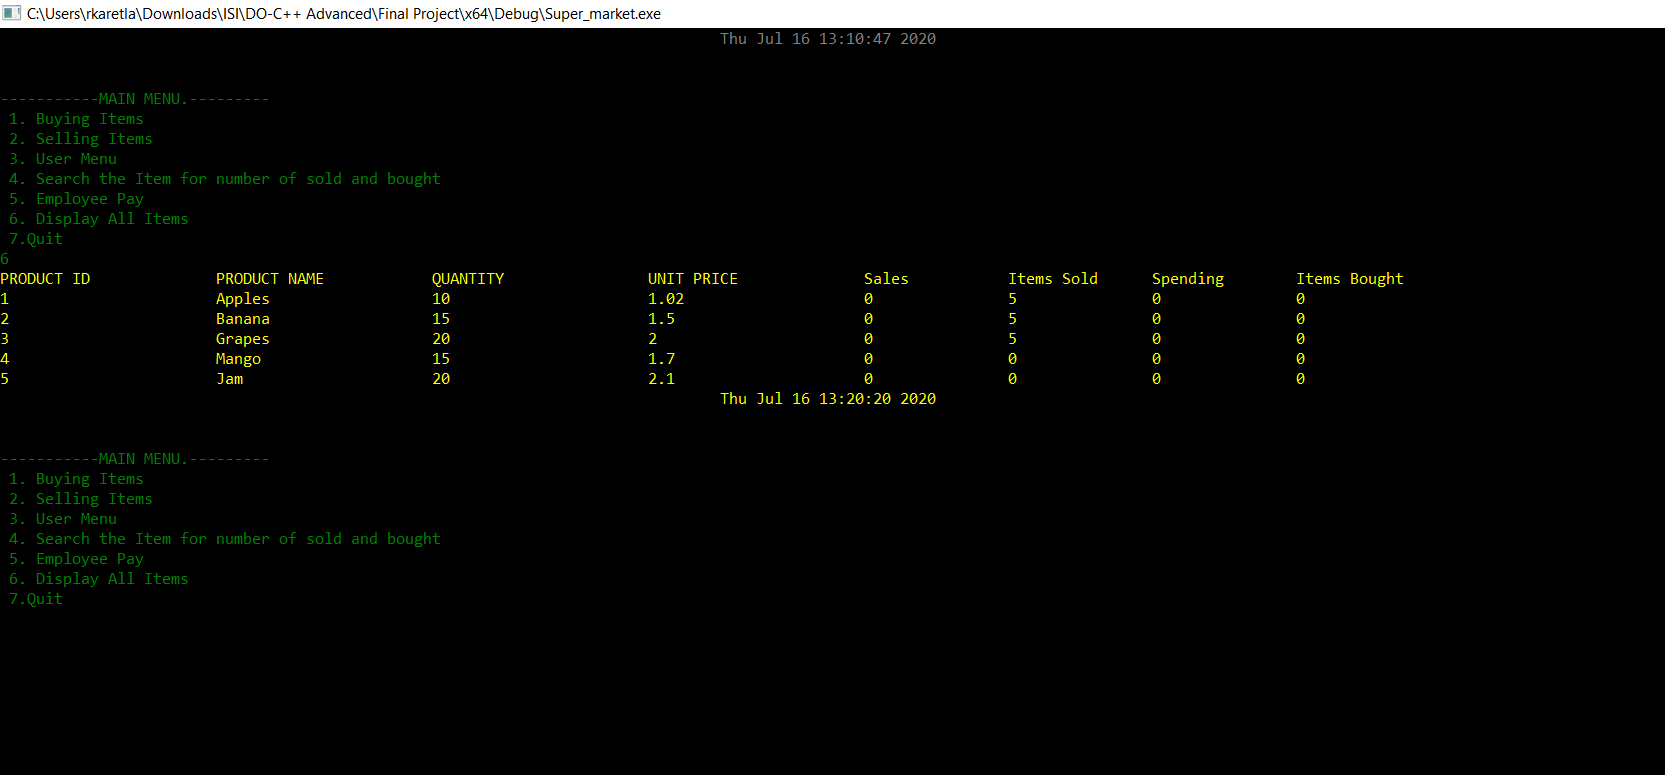 C:\Users\rkaretla\Downloads\ISI\DO-C++ Advanced\Final Project\x64\Debug\Super_market.exe
Thu Jul 16 13:10:47 2020
-----------MAIN MENU.---------
1. Buying Items
2. Selling Items
3. User Menu
4. Search the Item for number of sold and bought
5. Employee Pay
6. Display All Items
7.Quit
6
PRODUCT ID PRODUCT NAME QUANTITY UNIT PRICE Sales Items Sold Spending Items Bought
1 Apples 10 1.02 0 5 0 0
2 Banana 15 1.5 0 5 0 0
3 Grapes 20 2 0 5 0 0
4 Mango 15 1.7 0 0 0 0
5 Jam 20 2.1 0 0 0 0
Thu Jul 16 13:20:20 2020
-----------MAIN MENU.---------
1. Buying Items
2. Selling Items
3. User Menu
4. Search the Item for number of sold and bought
5. Employee Pay
6. Display All Items
7.Quit